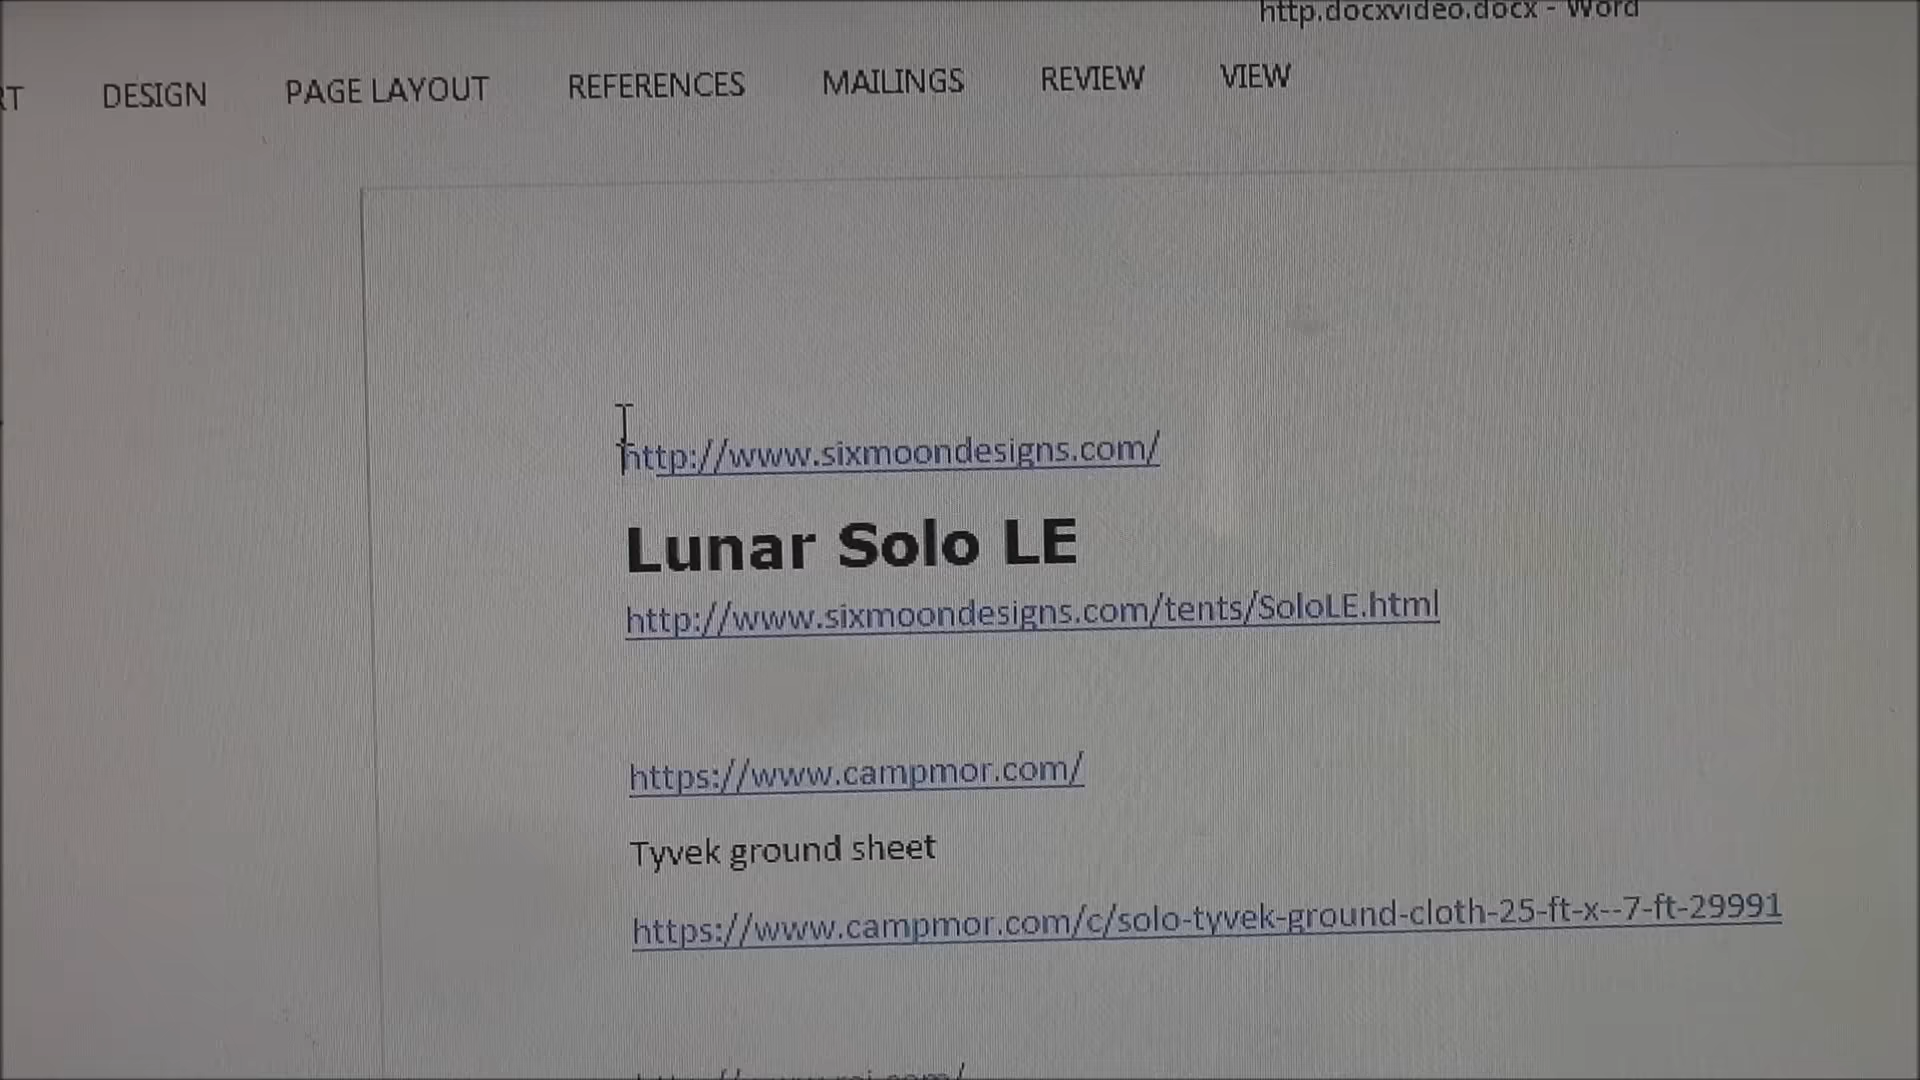 http.docxvideo.docx - Word
DESIGN PAGE LAYOUT REFERENCES MAILINGS REVIEW VIEW
http://www.sixmoondesigns.com/
Lunar Solo LE
http://www.sixmoondesigns.com/tents/SoloLE.html
https://www.campmor.com/
Tyvek ground sheet
https://www.campmor.com/c/solo-tyvek-ground-cloth-25-ft-x--7-ft-29991